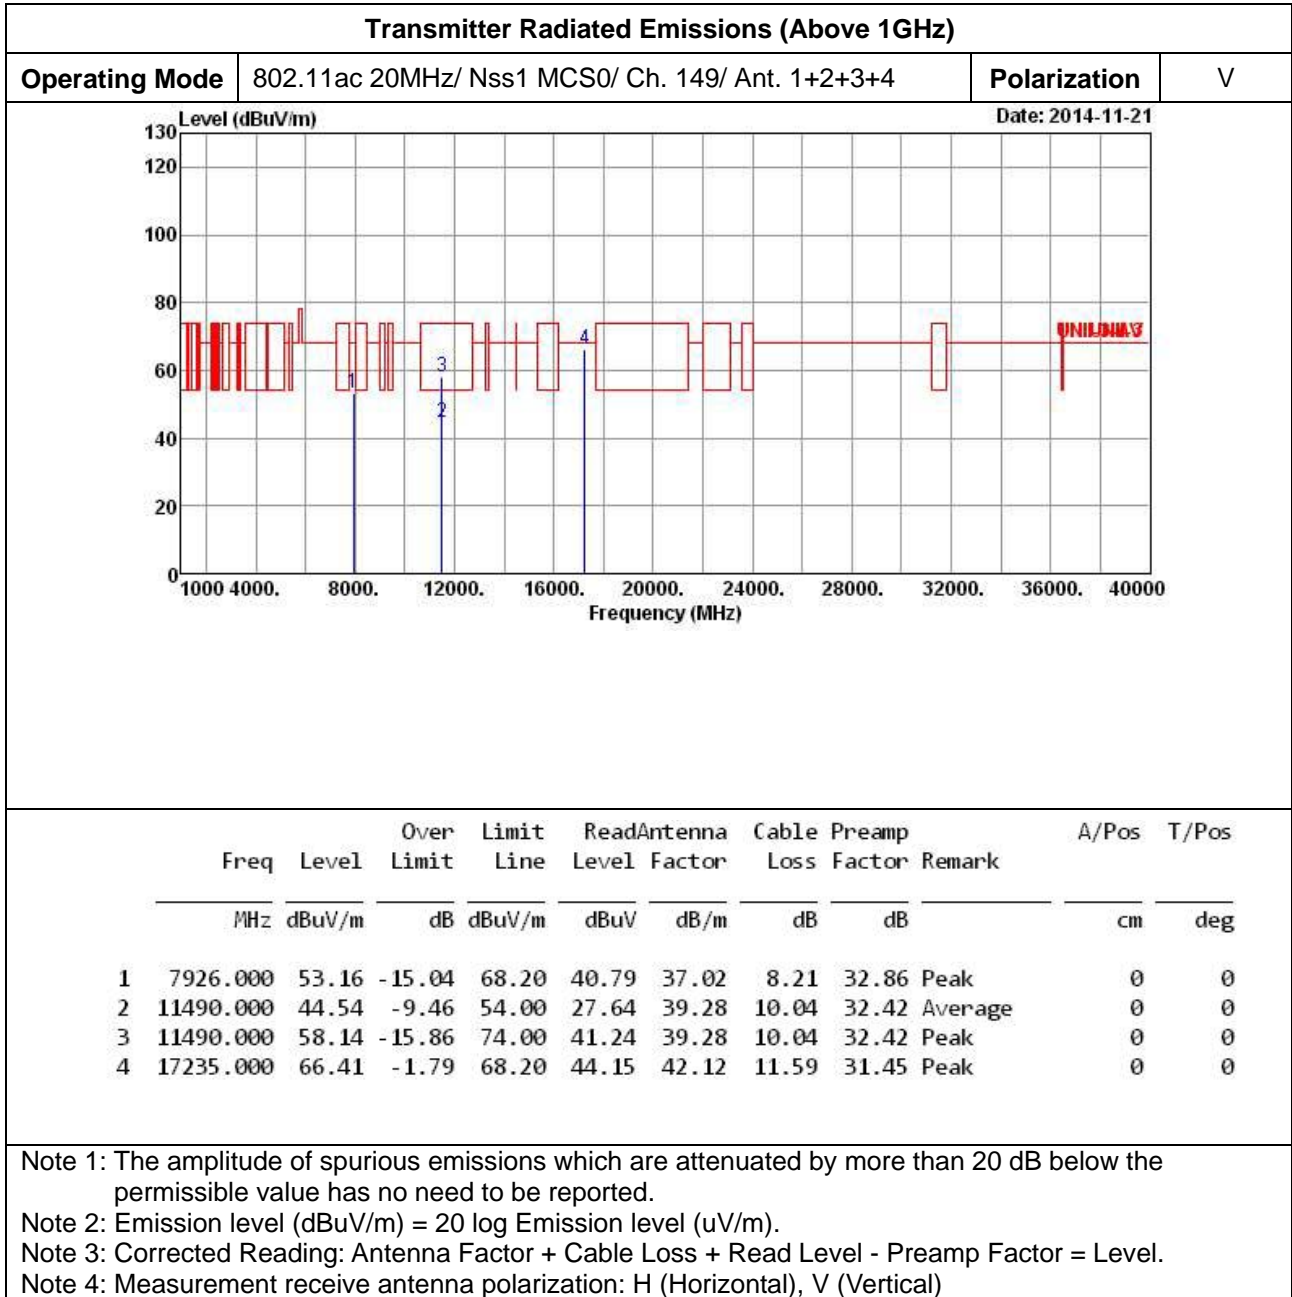 Transmitter Radiated Emissions (Above 1GHz)
Operating Mode 802.11ac 20MHz/ Nss1 MCS0/ Ch. 149/ Ant. 1+2+3+4 Polarization V
Level (dBuV/m) Date: 2014-11-21
130
120
100
80
60
40
20
0
1
2
3
4
1000 4000. 8000. 12000. 16000. 20000. 24000. 28000. 32000. 36000. 40000
Frequency (MHz)
Over Limit ReadAntenna Cable Preamp A/Pos T/Pos
Freq Level Limit Line Level Factor Loss Factor Remark
MHz dBuV/m dB dBuV/m dBuV dB/m dB dB cm deg
1 7926.000 53.16 -15.04 68.20 40.79 37.02 8.21 32.86 Peak 0 0
2 11490.000 44.54 -9.46 54.00 27.64 39.28 10.04 32.42 Average 0 0
3 11490.000 58.14 -15.86 74.00 41.24 39.28 10.04 32.42 Peak 0 0
4 17235.000 66.41 -1.79 68.20 44.15 42.12 11.59 31.45 Peak 0 0
Note 1: The amplitude of spurious emissions which are attenuated by more than 20 dB below the
permissible value has no need to be reported.
Note 2: Emission level (dBuV/m) = 20 log Emission level (uV/m).
Note 3: Corrected Reading: Antenna Factor + Cable Loss + Read Level - Preamp Factor = Level.
Note 4: Measurement receive antenna polarization: H (Horizontal), V (Vertical)